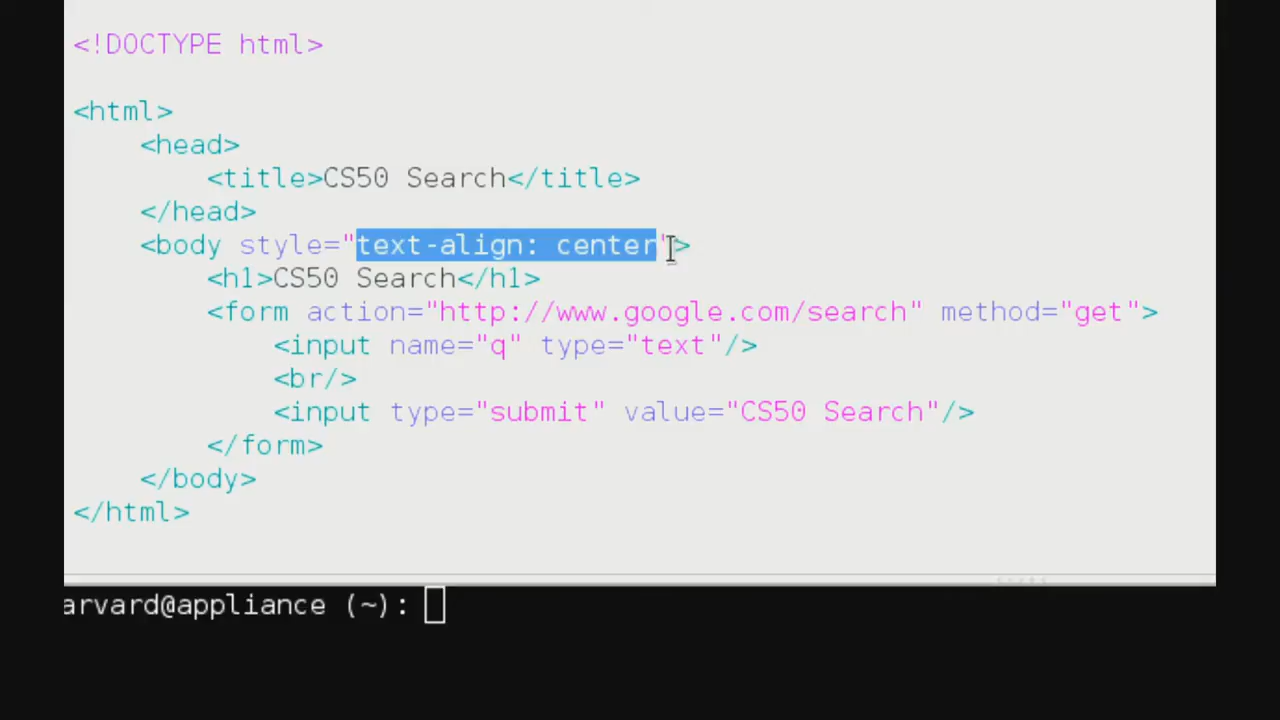 <!DOCTYPE html>
<html>
<head>
<title>CS50 Search</title>
</head>
<body style="text-align: center">
<h1>CS50 Search</h1>
<form action="http://www.google.com/search" method="get">
<input name="q" type="text"/>
<br/>
<input type="submit" value="CS50 Search"/>
</form>
</body>
</html>
arvard@appliance (~):